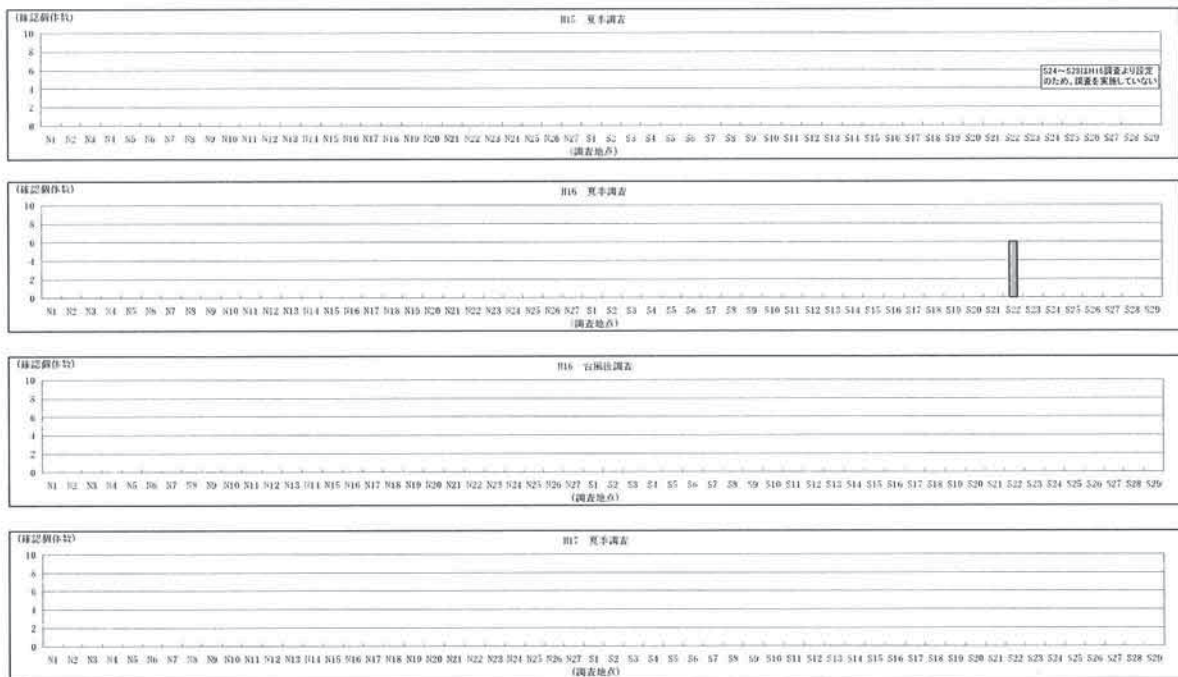 (確認個体数)
H15 夏季調査
10
8
6
4
2
0
S24～S29はH16調査より設定
のため、調査を実施していない
N1 N2 N3 N4 N5 N6 N7 N8 N9 N10 N11 N12 N13 N14 N15 N16 N17 N18 N19 N20 N21 N22 N23 N24 N25 N26 N27 S1 S2 S3 S4 S5 S6 S7 S8 S9 S10 S11 S12 S13 S14 S15 S16 S17 S18 S19 S20 S21 S22 S23 S24 S25 S26 S27 S28 S29
(調査地点)
(確認個体数)
H16 夏季調査
10
8
6
4
2
0
N1 N2 N3 N4 N5 N6 N7 N8 N9 N10 N11 N12 N13 N14 N15 N16 N17 N18 N19 N20 N21 N22 N23 N24 N25 N26 N27 S1 S2 S3 S4 S5 S6 S7 S8 S9 S10 S11 S12 S13 S14 S15 S16 S17 S18 S19 S20 S21 S22 S23 S24 S25 S26 S27 S28 S29
(調査地点)
(確認個体数)
H16 台風後調査
10
8
6
4
2
0
N1 N2 N3 N4 N5 N6 N7 N8 N9 N10 N11 N12 N13 N14 N15 N16 N17 N18 N19 N20 N21 N22 N23 N24 N25 N26 N27 S1 S2 S3 S4 S5 S6 S7 S8 S9 S10 S11 S12 S13 S14 S15 S16 S17 S18 S19 S20 S21 S22 S23 S24 S25 S26 S27 S28 S29
(調査地点)
(確認個体数)
H17 夏季調査
10
8
6
4
2
0
N1 N2 N3 N4 N5 N6 N7 N8 N9 N10 N11 N12 N13 N14 N15 N16 N17 N18 N19 N20 N21 N22 N23 N24 N25 N26 N27 S1 S2 S3 S4 S5 S6 S7 S8 S9 S10 S11 S12 S13 S14 S15 S16 S17 S18 S19 S20 S21 S22 S23 S24 S25 S26 S27 S28 S29
(調査地点)